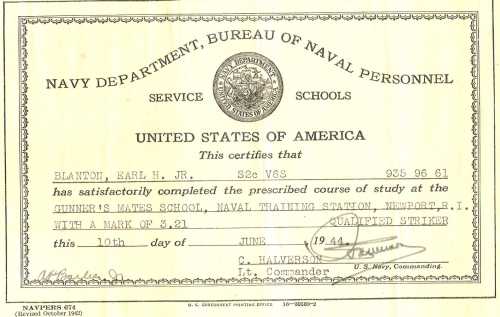 NAVY DEPARTMENT, BUREAU OF NAVAL PERSONNEL
SERVICE SCHOOLS
UNITED STATES OF AMERICA
This certifies that
BLANTON, EARL H. JR. S2c V6S 935 96 61
has satisfactorily completed the prescribed course of study at the
GUNNER'S MATES SCHOOL, NAVAL TRAINING STATION, NEWPORT, R.I.
WITH A MARK OF 3.21 QUALIFIED STRIKER
this 10th day of JUNE , 1944.
C. HALVERSON
Lt. Commander U. S. Navy, Commanding.
NAVPERS 674
(Revised October 1942)
U. S. GOVERNMENT PRINTING OFFICE